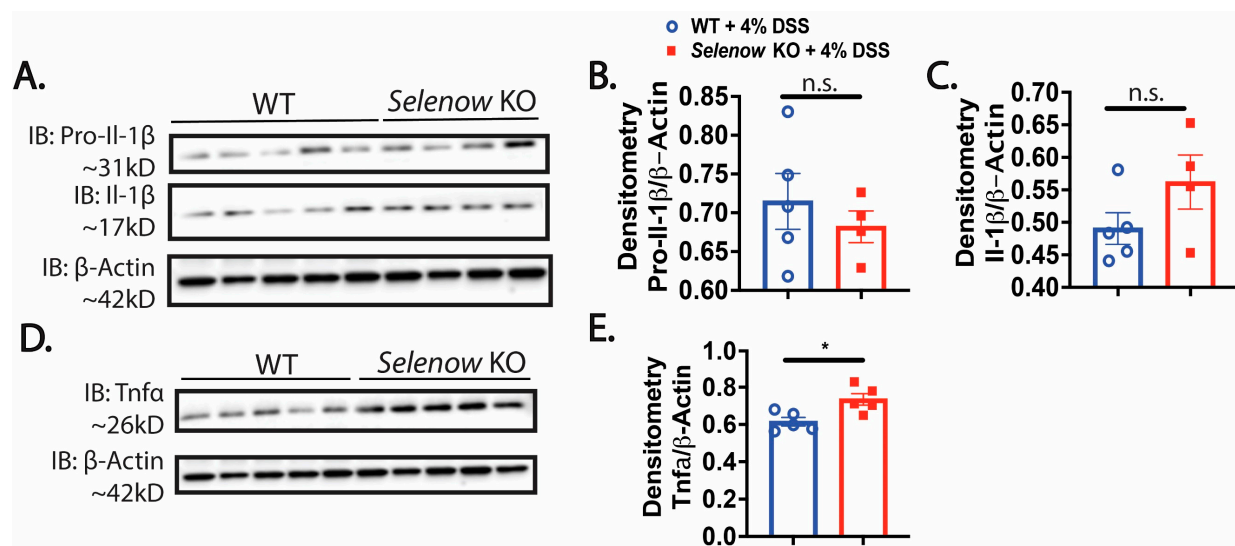 WT + 4% DSS
Selenow KO + 4% DSS
A.
WT
Selenow KO
IB: Pro-Il-1β
~31kD
IB: Il-1β
~17kD
IB: β-Actin
~42kD
B.
n.s.
Densitometry
Pro-Il-1β/β-Actin
0.85
0.80
0.75
0.70
0.65
0.60
C.
n.s.
Densitometry
Il-1β/β-Actin
0.70
0.65
0.60
0.55
0.50
0.45
0.40
D.
WT
Selenow KO
IB: Tnfα
~26kD
IB: β-Actin
~42kD
E.
*
Densitometry
Tnfa/β-Actin
1.0
0.8
0.6
0.4
0.2
0.0